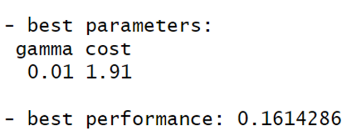 - best parameters:
gamma cost
0.01 1.91
- best performance: 0.1614286